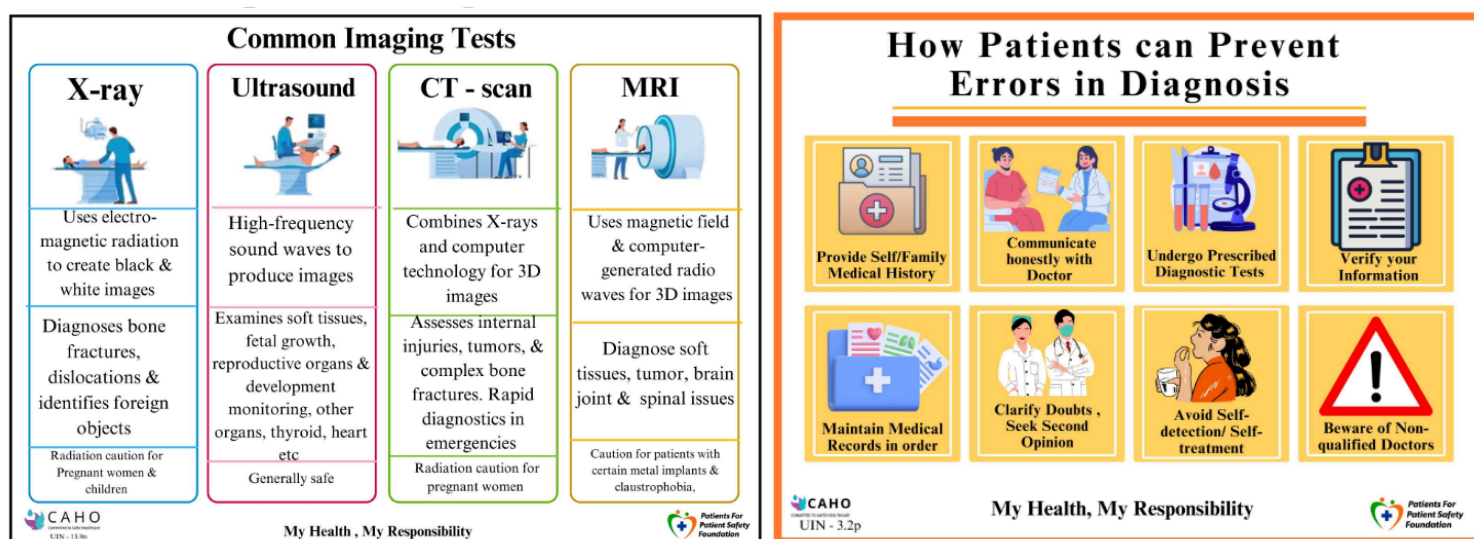 Common Imaging Tests
X-ray
Uses electro-
magnetic radiation
to create black &
white images
Diagnoses bone
fractures,
dislocations &
identifies foreign
objects
Radiation caution for
Pregnant women &
children
Ultrasound
High-frequency
sound waves to
produce images
Examines soft tissues,
fetal growth,
reproductive organs &
development
monitoring, other
organs, thyroid, heart
etc
Generally safe
CT - scan
Combines X-rays
and computer
technology for 3D
images
Assesses internal
injuries, tumors, &
complex bone
fractures. Rapid
diagnostics in
emergencies
Radiation caution for
pregnant women
MRI
Uses magnetic field
& computer-
generated radio
waves for 3D images
Diagnose soft
tissues, tumor, brain
joint & spinal issues
Caution for patients with
certain metal implants &
claustrophobia,
CAHO
UIN - 13.9p
My Health , My Responsibility
Patients For
Patient Safety
Foundation
How Patients can Prevent
Errors in Diagnosis
Provide Self/Family
Medical History
Communicate
honestly with
Doctor
Undergo Prescribed
Diagnostic Tests
Verify your
Information
Maintain Medical
Records in order
Clarify Doubts ,
Seek Second
Opinion
Avoid Self-
detection/ Self-
treatment
Beware of Non-
qualified Doctors
CAHO
UIN - 3.2p
My Health, My Responsibility
Patients For
Patient Safety
Foundation